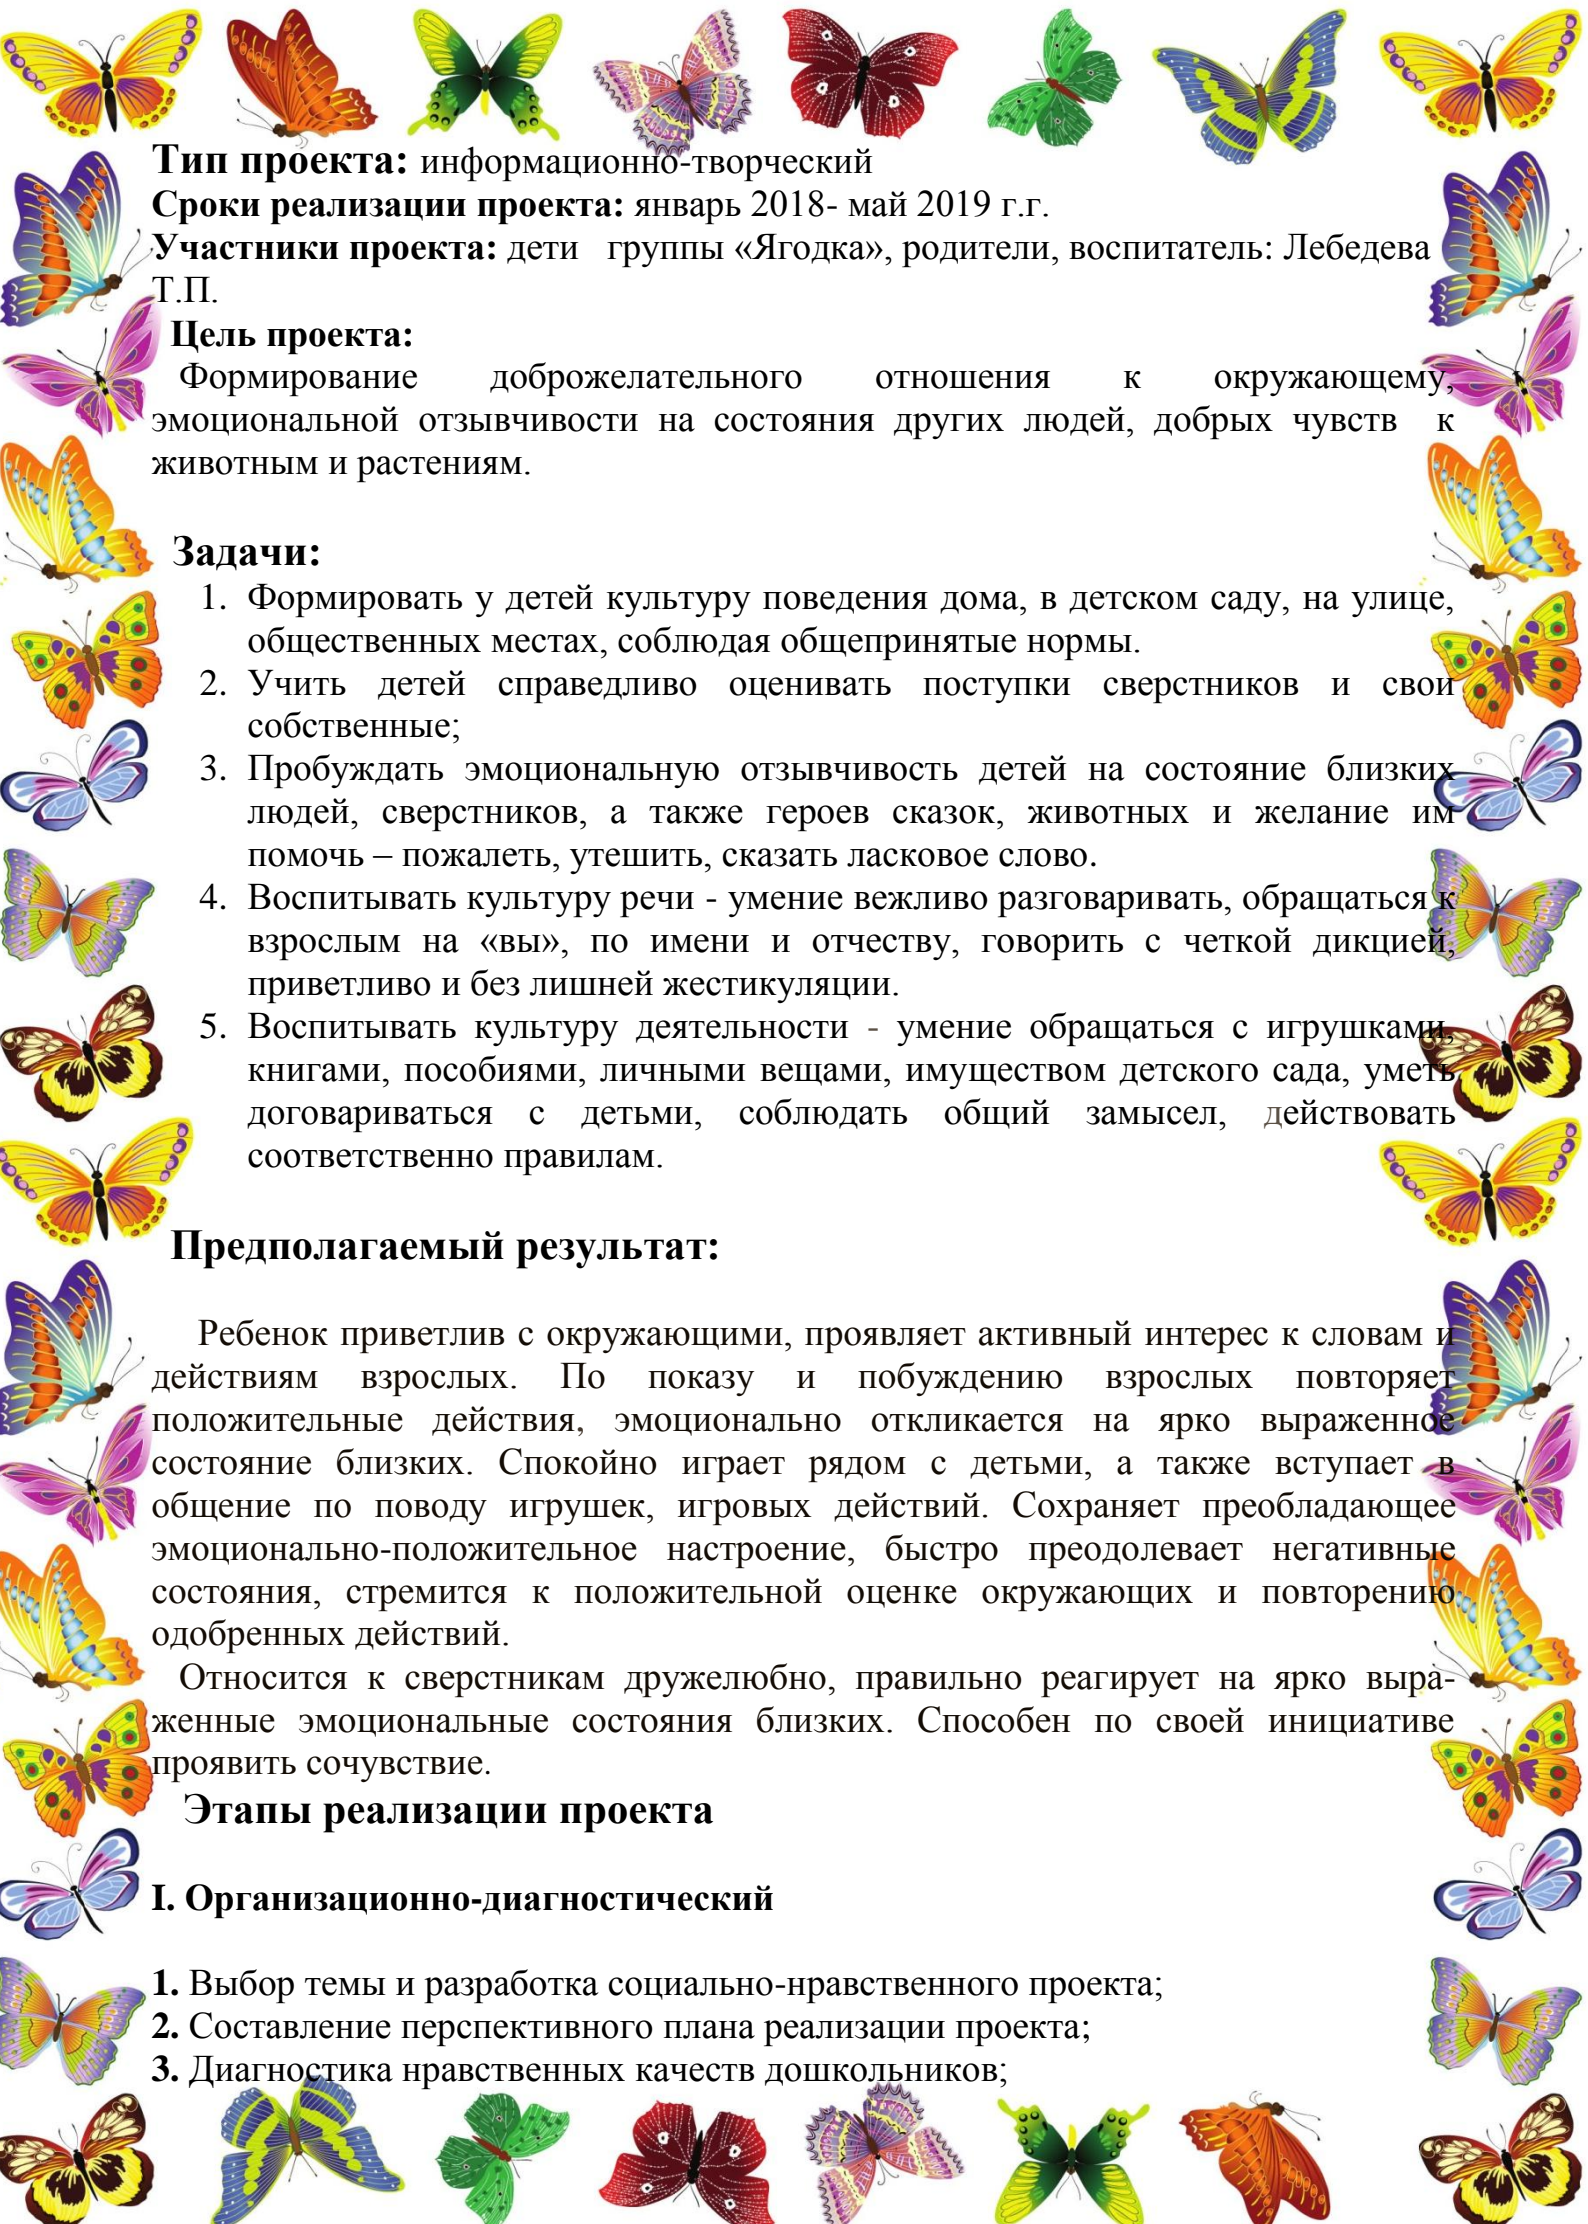 Тип проекта: информационно-творческий
Сроки реализации проекта: январь 2018- май 2019 г.г.
Участники проекта: дети группы «Ягодка», родители, воспитатель: Лебедева
Т.П.
Цель проекта:
Формирование доброжелательного отношения к окружающему,
эмоциональной отзывчивости на состояния других людей, добрых чувств к
животным и растениям.
Задачи:
1. Формировать у детей культуру поведения дома, в детском саду, на улице,
общественных местах, соблюдая общепринятые нормы.
2. Учить детей справедливо оценивать поступки сверстников и свои
собственные;
3. Пробуждать эмоциональную отзывчивость детей на состояние близких
людей, сверстников, а также героев сказок, животных и желание им
помочь – пожалеть, утешить, сказать ласковое слово.
4. Воспитывать культуру речи - умение вежливо разговаривать, обращаться к
взрослым на «вы», по имени и отчеству, говорить с четкой дикцией,
приветливо и без лишней жестикуляции.
5. Воспитывать культуру деятельности - умение обращаться с игрушками,
книгами, пособиями, личными вещами, имуществом детского сада, уметь
договариваться с детьми, соблюдать общий замысел, действовать
соответственно правилам.
Предполагаемый результат:
Ребенок приветлив с окружающими, проявляет активный интерес к словам и
действиям взрослых. По показу и побуждению взрослых повторяет
положительные действия, эмоционально откликается на ярко выраженное
состояние близких. Спокойно играет рядом с детьми, а также вступает в
общение по поводу игрушек, игровых действий. Сохраняет преобладающее
эмоционально-положительное настроение, быстро преодолевает негативные
состояния, стремится к положительной оценке окружающих и повторению
одобренных действий.
Относится к сверстникам дружелюбно, правильно реагирует на ярко выра-
женные эмоциональные состояния близких. Способен по своей инициативе
проявить сочувствие.
Этапы реализации проекта
I. Организационно-диагностический
1. Выбор темы и разработка социально-нравственного проекта;
2. Составление перспективного плана реализации проекта;
3. Диагностика нравственных качеств дошкольников;